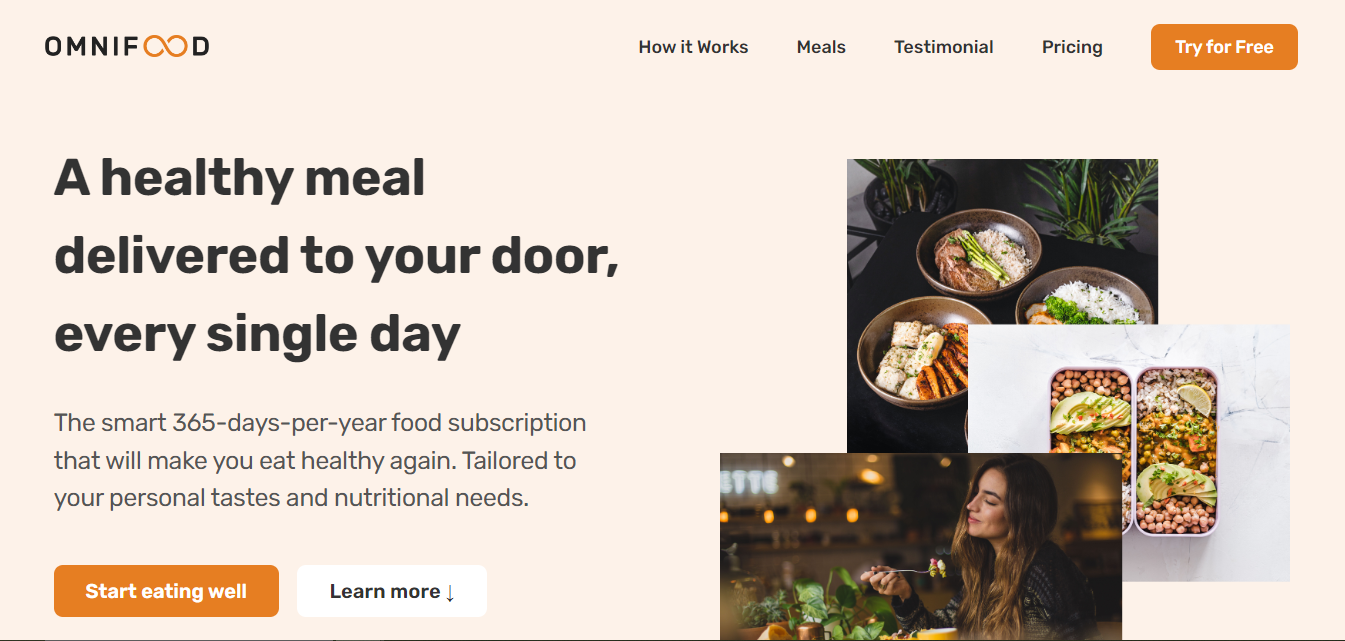 OMNIFOOD
How it Works
Meals
Testimonial
Pricing
Try for Free
A healthy meal
delivered to your door,
every single day
The smart 365-days-per-year food subscription
that will make you eat healthy again. Tailored to
your personal tastes and nutritional needs.
Start eating well
Learn more ↓
ETTE